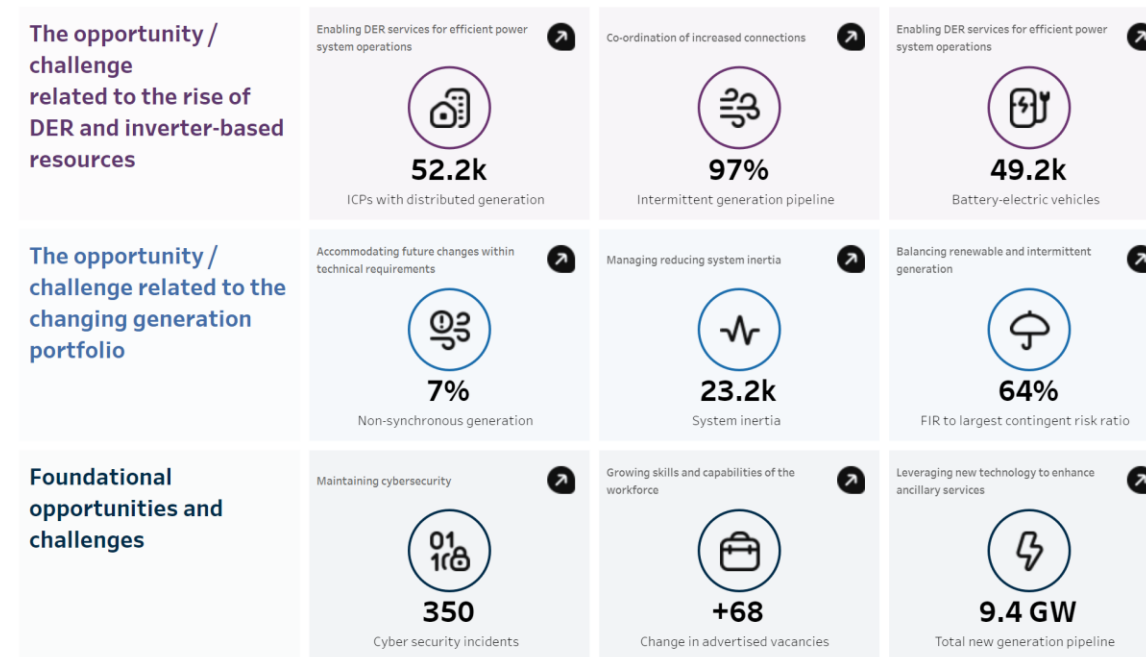 The opportunity /
challenge
related to the rise of
DER and inverter-based
resources
Enabling DER services for efficient power
system operations
52.2k
ICPs with distributed generation
Co-ordination of increased connections
97%
Intermittent generation pipeline
Enabling DER services for efficient power
system operations
49.2k
Battery-electric vehicles
The opportunity /
challenge related to the
changing generation
portfolio
Accommodating future changes within
technical requirements
7%
Non-synchronous generation
Managing reducing system inertia
23.2k
System inertia
Balancing renewable and intermittent
generation
64%
FIR to largest contingent risk ratio
Foundational
opportunities and
challenges
Maintaining cybersecurity
350
Cyber security incidents
Growing skills and capabilities of the
workforce
+68
Change in advertised vacancies
Leveraging new technology to enhance
ancillary services
9.4 GW
Total new generation pipeline